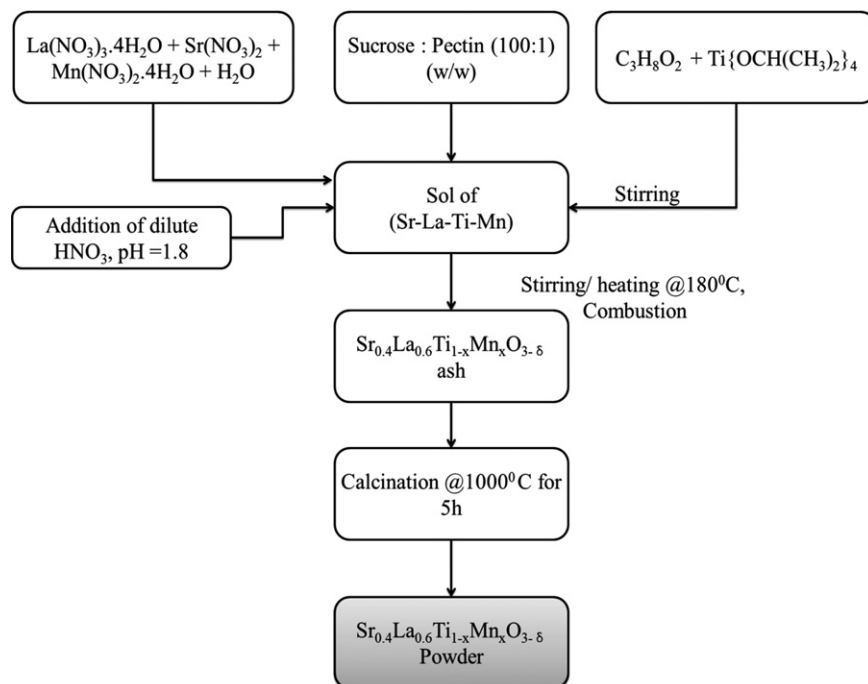 La(NO₃)₃.4H₂O + Sr(NO₃)₂ +
Mn(NO₃)₂.4H₂O + H₂O
Sucrose : Pectin (100:1)
(w/w)
C₃H₈O₂ + Ti{OCH(CH₃)₂}₄
Sol of
(Sr-La-Ti-Mn)
Stirring
Addition of dilute
HNO₃, pH =1.8
Stirring/ heating @180⁰C,
Combustion
Sr₀.₄La₀.₆Ti₁₋ₓMnₓO₃₋ δ
ash
Calcination @1000⁰C for
5h
Sr₀.₄La₀.₆Ti₁₋ₓMnₓO₃₋ δ
Powder